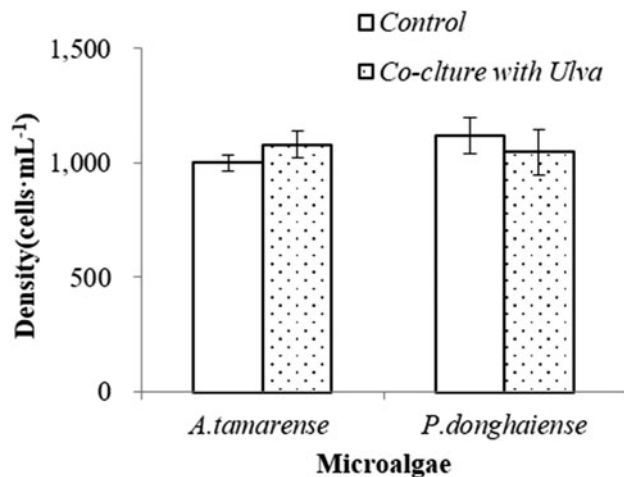 Control
Co-clture with Ulva
1,500
1,000
500
0
Density(cells·mL⁻¹)
A.tamarense
P.donghaiense
Microalgae